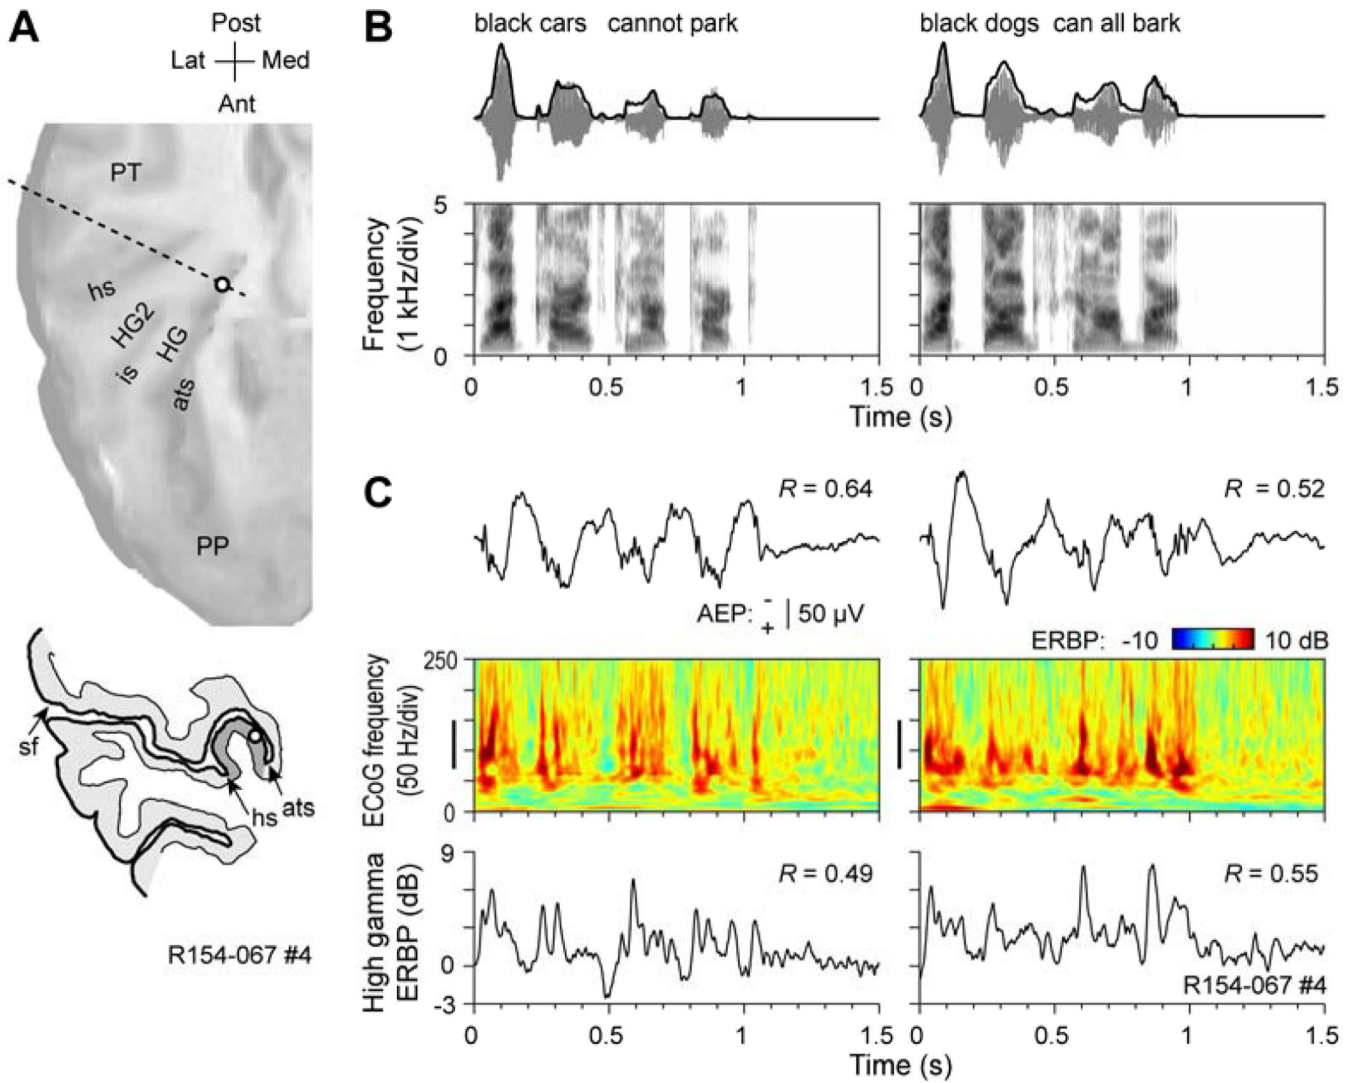 A
Post
Lat Med
Ant
PT
hs
HG2
HG
is
ats
PP
sf
hs
ats
R154-067 #4
B
black cars cannot park
black dogs can all bark
Frequency
(1 kHz/div)
5
0
0 0.5 1 1.5
0 0.5 1 1.5
Time (s)
C
R = 0.64
R = 0.52
AEP: - + | 50 µV
ERBP: -10 10 dB
ECoG frequency
(50 Hz/div)
250
0
High gamma
ERBP (dB)
9
0
-3
R = 0.49
R = 0.55
R154-067 #4
0 0.5 1 1.5
0 0.5 1 1.5
Time (s)